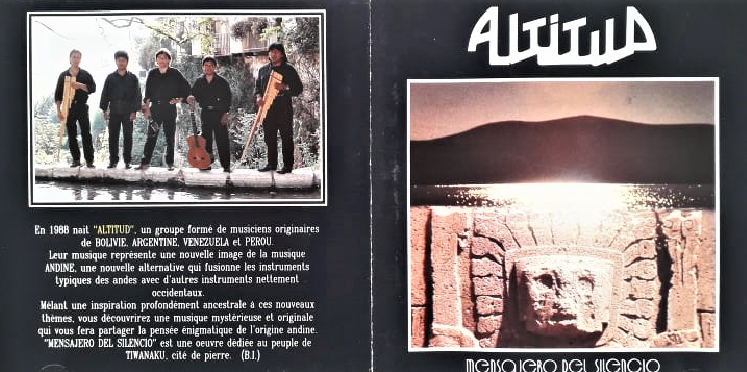 En 1988 nait "ALTITUD", un groupe formé de musiciens originaires
de BOLIVIE, ARGENTINE, VENEZUELA et PEROU.
Leur musique représente une nouvelle image de la musique
ANDINE, une nouvelle alternative qui fusionne les instruments
typiques des andes avec d'autres instruments nettement
occidentaux.
Mélant une inspiration profondément ancestrale à ces nouveaux
thèmes, vous découvrirez une musique mystérieuse et originale
qui vous fera partager la pensée énigmatique de l'origine andine.
"MENSAJERO DEL SILENCIO" est une oeuvre dédiée au peuple de
TIWANAKU, cité de pierre. (B.I.)
ALTITUD
MENSAJERO DEL SILENCIO